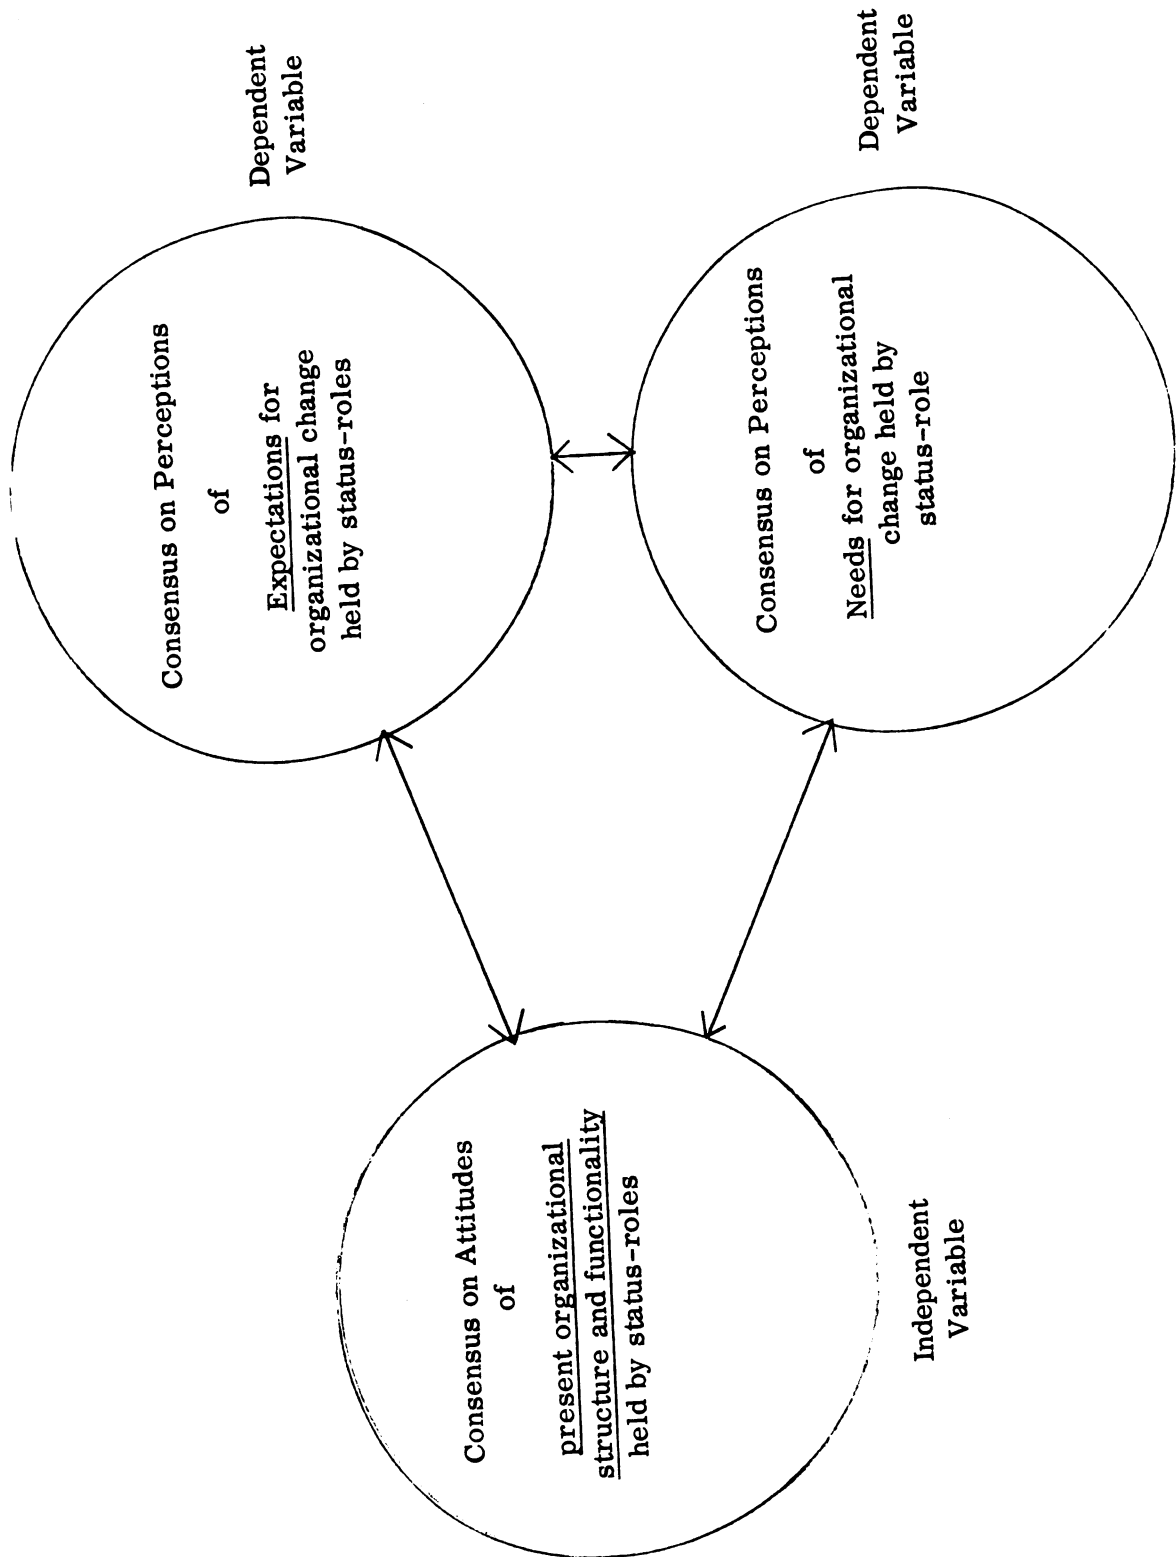 Consensus on Attitudes
of
present organizational
structure and functionality
held by status-roles
Independent
Variable
Consensus on Perceptions
of
Expectations for
organizational change
held by status-roles
Dependent
Variable
Consensus on Perceptions
of
Needs for organizational
change held by
status-role
Dependent
Variable